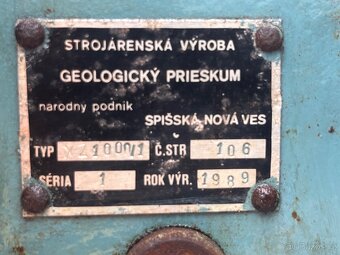 STROJÁRENSKÁ VÝROBA
GEOLOGICKÝ PRIESKUM
narodny podnik
SPIŠSKÁ NOVÁ VES
TYP 1000/1 Č.STR 106
SÉRIA 1 ROK VÝR. 1989